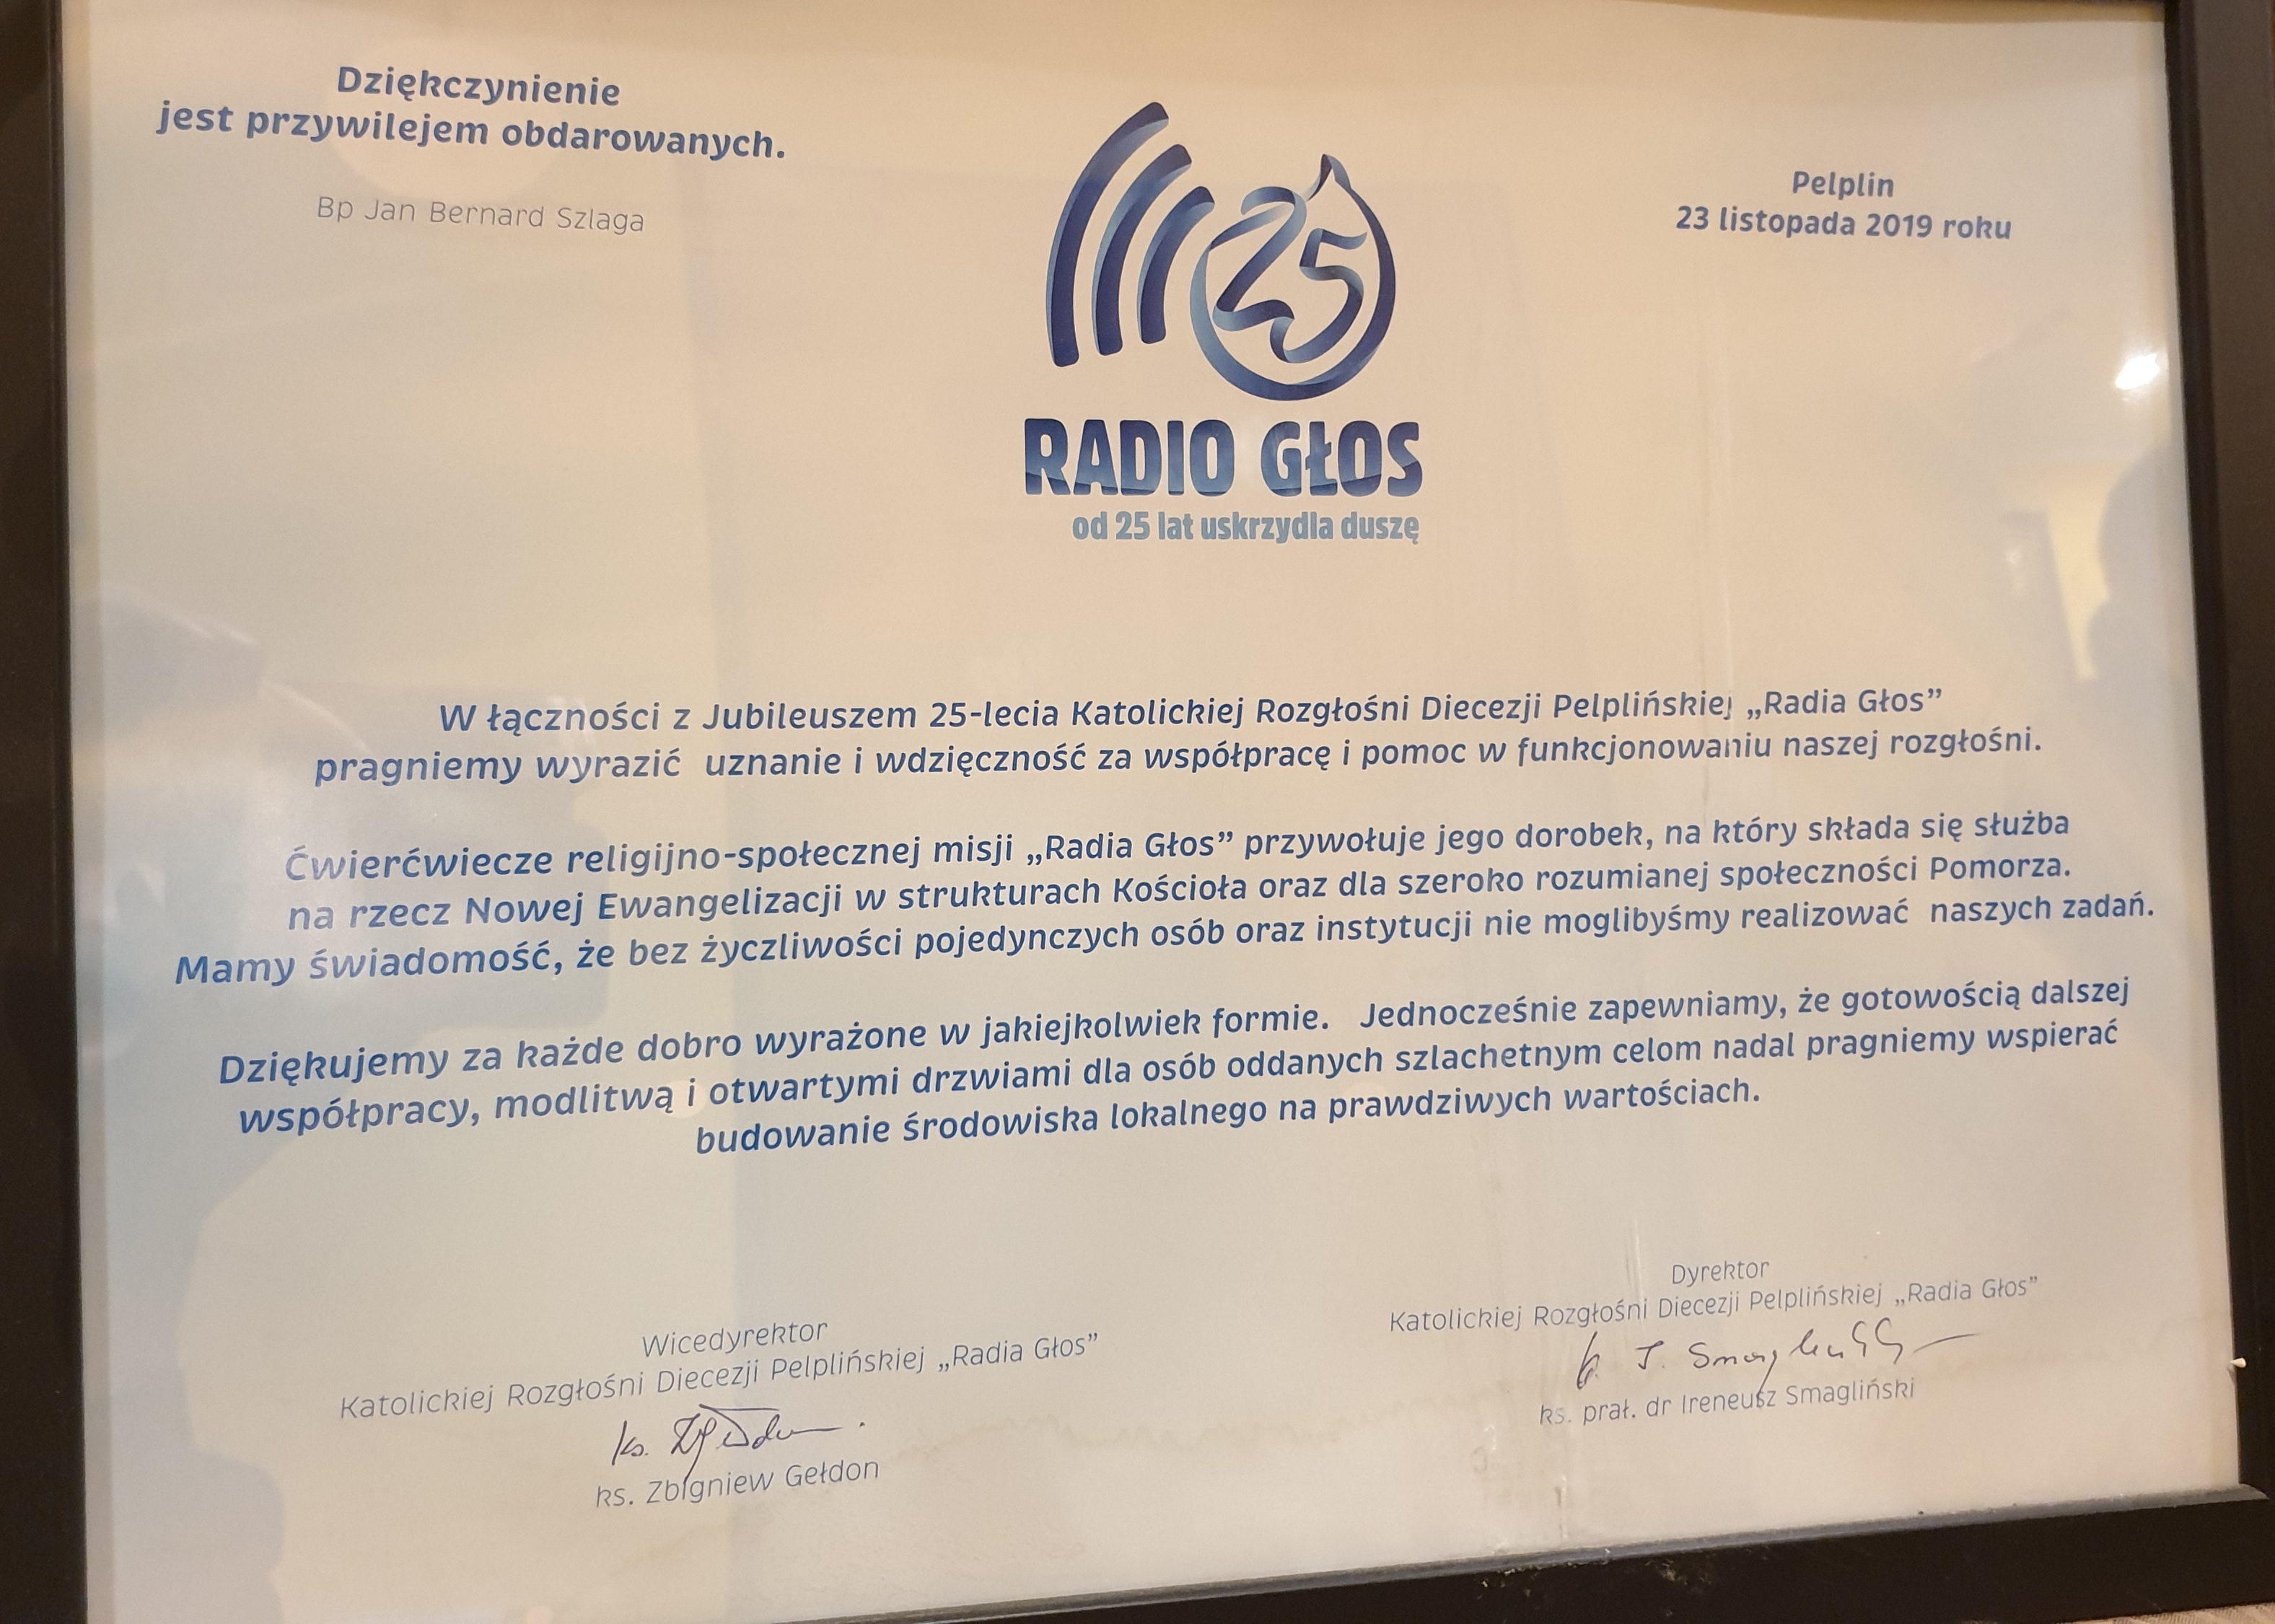 Dziękczynienie
jest przywilejem obdarowanych.
Bp Jan Bernard Szlaga
Pelplin
23 listopada 2019 roku
25
RADIO GŁOS
od 25 lat uskrzydla duszę
W łączności z Jubileuszem 25-lecia Katolickiej Rozgłośni Diecezji Pelplińskiej „Radia Głos”
pragniemy wyrazić uznanie i wdzięczność za współpracę i pomoc w funkcjonowaniu naszej rozgłośni.
Ćwierćwiecze religijno-społecznej misji „Radia Głos” przywołuje jego dorobek, na który składa się służba
na rzecz Nowej Ewangelizacji w strukturach Kościoła oraz dla szeroko rozumianej społeczności Pomorza.
Mamy świadomość, że bez życzliwości pojedynczych osób oraz instytucji nie moglibyśmy realizować naszych zadań.
Dziękujemy za każde dobro wyrażone w jakiejkolwiek formie. Jednocześnie zapewniamy, że gotowością dalszej
współpracy, modlitwą i otwartymi drzwiami dla osób oddanych szlachetnym celom nadal pragniemy wspierać
budowanie środowiska lokalnego na prawdziwych wartościach.
Wicedyrektor
Katolickiej Rozgłośni Diecezji Pelplińskiej „Radia Głos”
ks.
ks. Zbigniew Gełdon
Dyrektor
Katolickiej Rozgłośni Diecezji Pelplińskiej „Radia Głos”
ks. prał. dr Ireneusz Smagliński